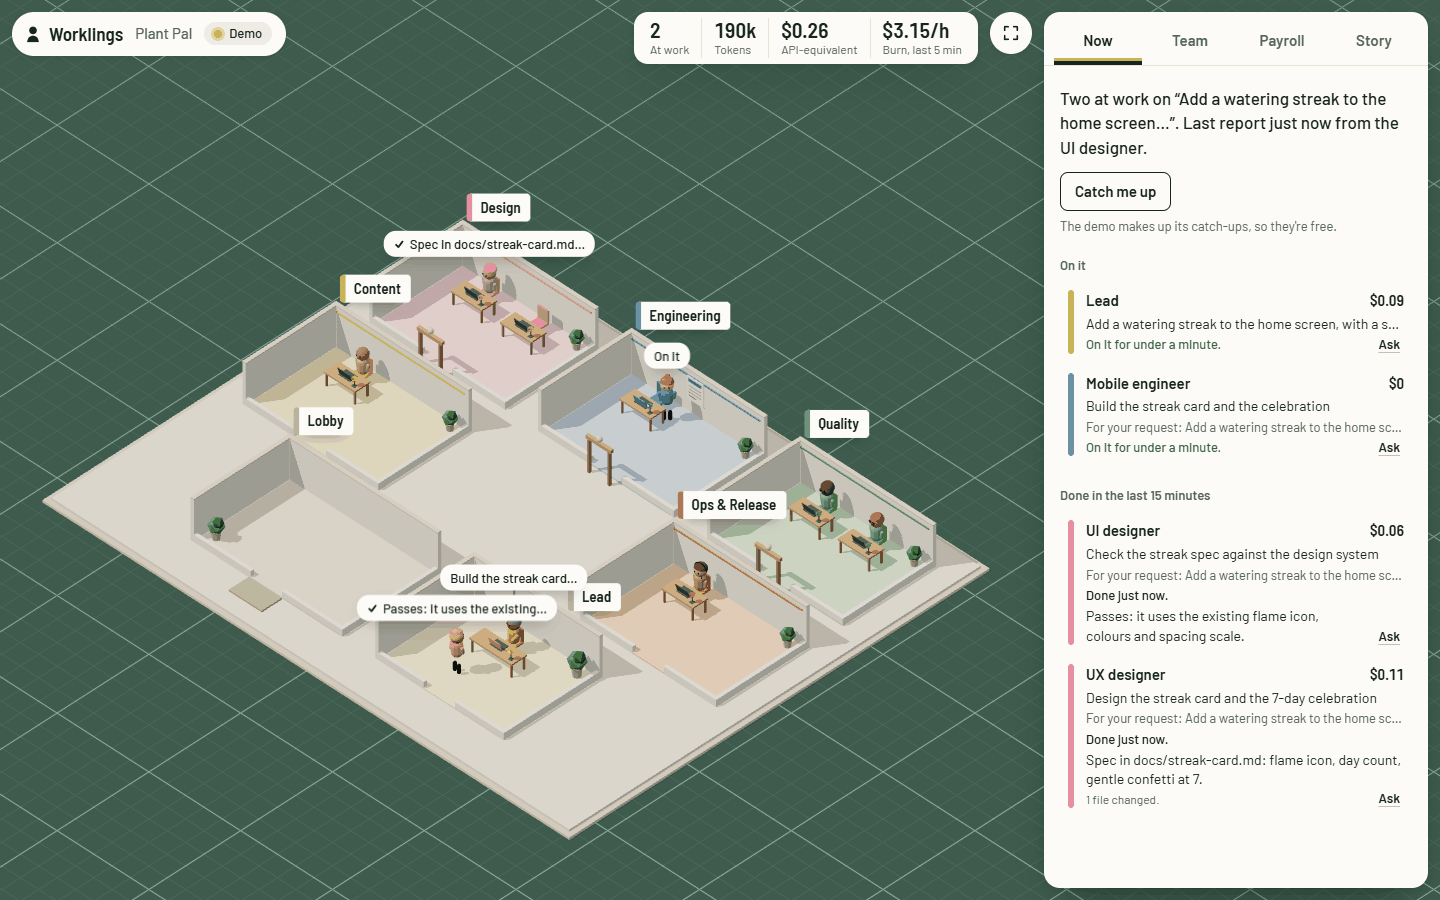 Worklings
Plant Pal
Demo
2
At work
190k
Tokens
$0.26
API-equivalent
$3.15/h
Burn, last 5 min
Now
Team
Payroll
Story
Two at work on “Add a watering streak to the
home screen…”. Last report just now from the
UI designer.
Catch me up
The demo makes up its catch-ups, so they're free.
On it
Lead
$0.09
Add a watering streak to the home screen, with a s…
On it for under a minute.
Ask
Mobile engineer
$0
Build the streak card and the celebration
For your request: Add a watering streak to the home sc…
On it for under a minute.
Ask
Done in the last 15 minutes
UI designer
$0.06
Check the streak spec against the design system
For your request: Add a watering streak to the home sc…
Done just now.
Passes: it uses the existing flame icon,
colours and spacing scale.
Ask
UX designer
$0.11
Design the streak card and the 7-day celebration
For your request: Add a watering streak to the home sc…
Done just now.
Spec in docs/streak-card.md: flame icon, day count,
gentle confetti at 7.
1 file changed.
Ask
Design
✓ Spec in docs/streak-card.md…
Content
Engineering
On it
Lobby
Quality
Ops & Release
Build the streak card…
Lead
✓ Passes: it uses the existing…